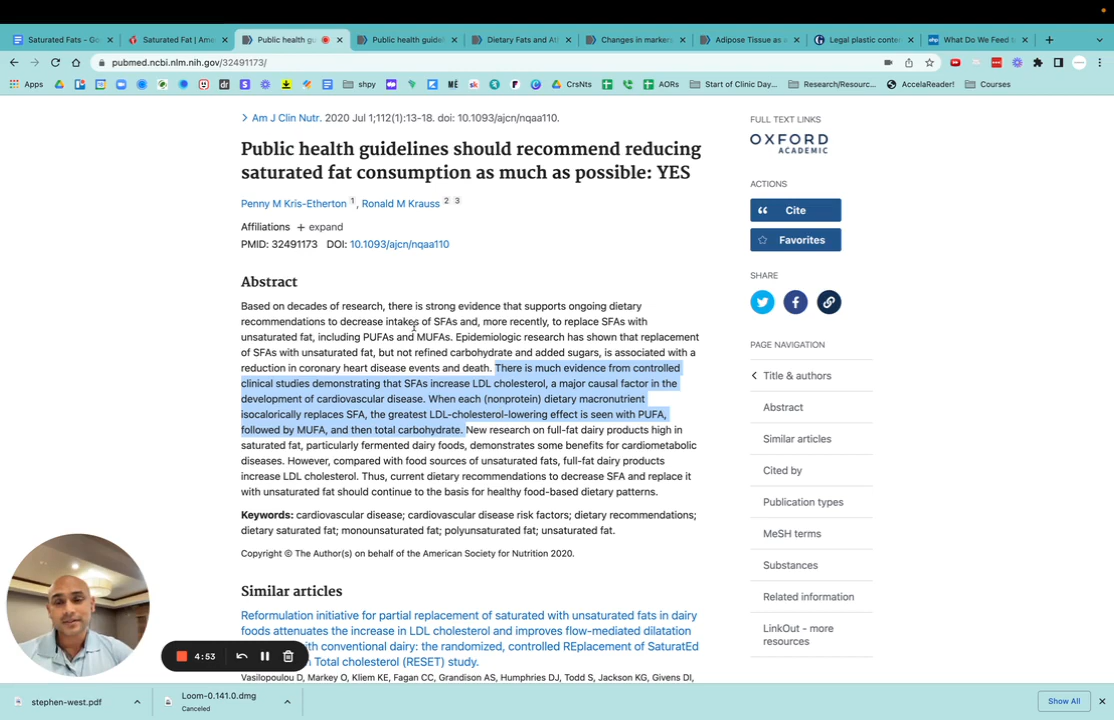 Saturated Fats - Go
Saturated Fat | Ame
Public health gu
Public health guideli
Dietary Fats and Ath
Changes in marker
Adipose Tissue as
Legal plastic conter
What Do We Feed t
pubmed.ncbi.nlm.nih.gov/32491173/
Apps
shpy
CrsNts
AORs
Start of Clinic Day...
Research/Resourc...
AccelaReader!
Courses
> Am J Clin Nutr. 2020 Jul 1;112(1):13-18. doi: 10.1093/ajcn/nqaa110.
Public health guidelines should recommend reducing
saturated fat consumption as much as possible: YES
Penny M Kris-Etherton 1, Ronald M Krauss 2 3
Affiliations + expand
PMID: 32491173 DOI: 10.1093/ajcn/nqaa110
Abstract
Based on decades of research, there is strong evidence that supports ongoing dietary
recommendations to decrease intakes of SFAs and, more recently, to replace SFAs with
unsaturated fat, including PUFAs and MUFAs. Epidemiologic research has shown that replacement
of SFAs with unsaturated fat, but not refined carbohydrate and added sugars, is associated with a
reduction in coronary heart disease events and death. There is much evidence from controlled
clinical studies demonstrating that SFAs increase LDL cholesterol, a major causal factor in the
development of cardiovascular disease. When each (nonprotein) dietary macronutrient
isocalorically replaces SFA, the greatest LDL-cholesterol-lowering effect is seen with PUFA,
followed by MUFA, and then total carbohydrate. New research on full-fat dairy products high in
saturated fat, particularly fermented dairy foods, demonstrates some benefits for cardiometabolic
diseases. However, compared with food sources of unsaturated fats, full-fat dairy products
increase LDL cholesterol. Thus, current dietary recommendations to decrease SFA and replace it
with unsaturated fat should continue to the basis for healthy food-based dietary patterns.
Keywords: cardiovascular disease; cardiovascular disease risk factors; dietary recommendations;
dietary saturated fat; monounsaturated fat; polyunsaturated fat; unsaturated fat.
Copyright © The Author(s) on behalf of the American Society for Nutrition 2020.
Similar articles
Reformulation initiative for partial replacement of saturated with unsaturated fats in dairy
foods attenuates the increase in LDL cholesterol and improves flow-mediated dilatation
ith conventional dairy: the randomized, controlled REplacement of SaturatEd
n Total cholesterol (RESET) study.
Vasilopoulou D, Markey O, Kliem KE, Fagan CC, Grandison AS, Humphries DJ, Todd S, Jackson KG, Givens DI,
FULL TEXT LINKS
OXFORD
ACADEMIC
ACTIONS
Cite
Favorites
SHARE
PAGE NAVIGATION
< Title & authors
Abstract
Similar articles
Cited by
Publication types
MeSH terms
Substances
Related information
LinkOut - more
resources
4:53
stephen-west.pdf
Loom-0.141.0.dmg
Canceled
Show All